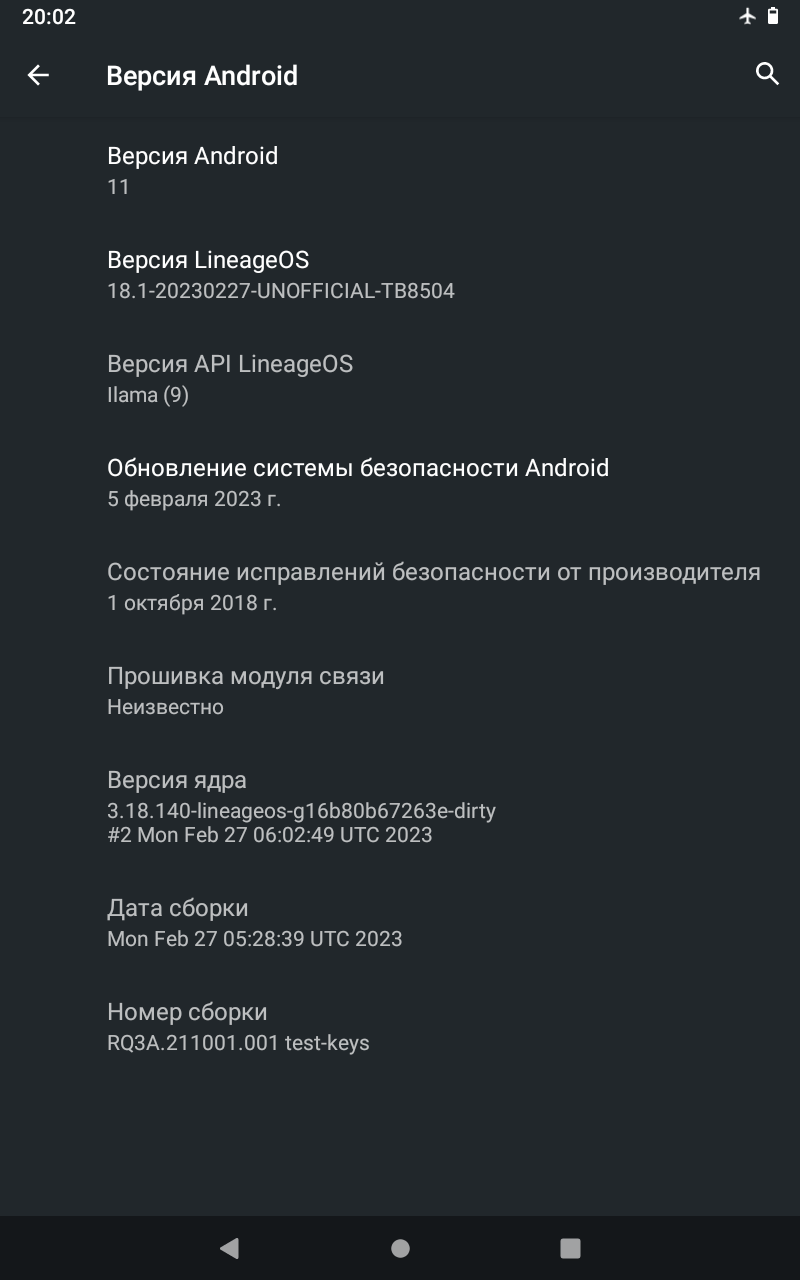 20:02
Версия Android
Версия Android
11
Версия LineageOS
18.1-20230227-UNOFFICIAL-TB8504
Версия API LineageOS
Ilama (9)
Обновление системы безопасности Android
5 февраля 2023 г.
Состояние исправлений безопасности от производителя
1 октября 2018 г.
Прошивка модуля связи
Неизвестно
Версия ядра
3.18.140-lineageos-g16b80b67263e-dirty
#2 Mon Feb 27 06:02:49 UTC 2023
Дата сборки
Mon Feb 27 05:28:39 UTC 2023
Номер сборки
RQ3A.211001.001 test-keys